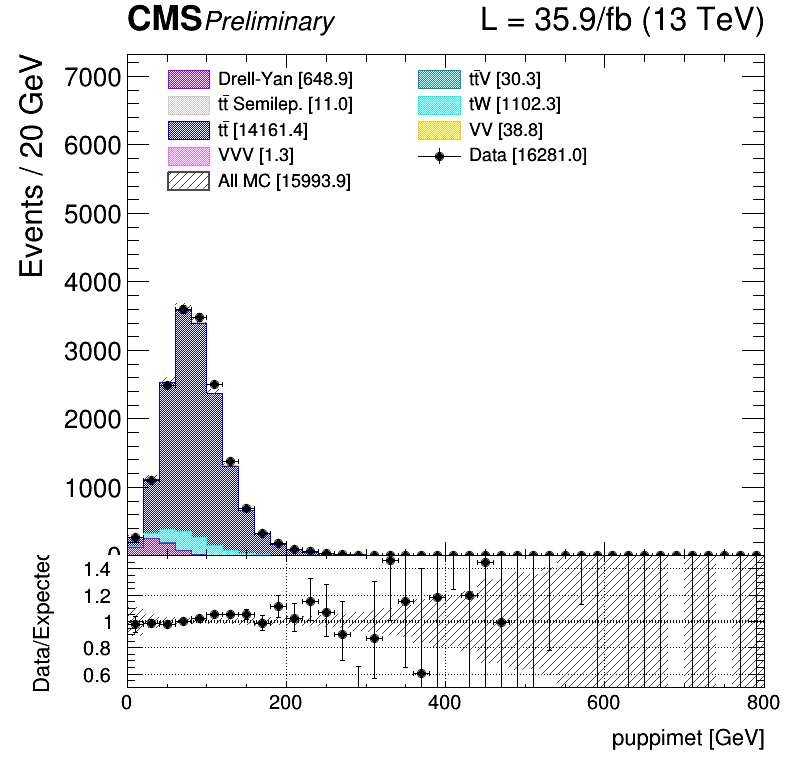 CMS Preliminary L = 35.9/fb (13 TeV)
Events / 20 GeV
7000
6000
5000
4000
3000
2000
1000
0
Drell-Yan [648.9]
tt̄ Semilep. [11.0]
tt̄ [14161.4]
VVV [1.3]
All MC [15993.9]
tt̄V [30.3]
tW [1102.3]
VV [38.8]
Data [16281.0]
Data/Expected
1.4
1.2
1
0.8
0.6
0 200 400 600 800
puppimet [GeV]